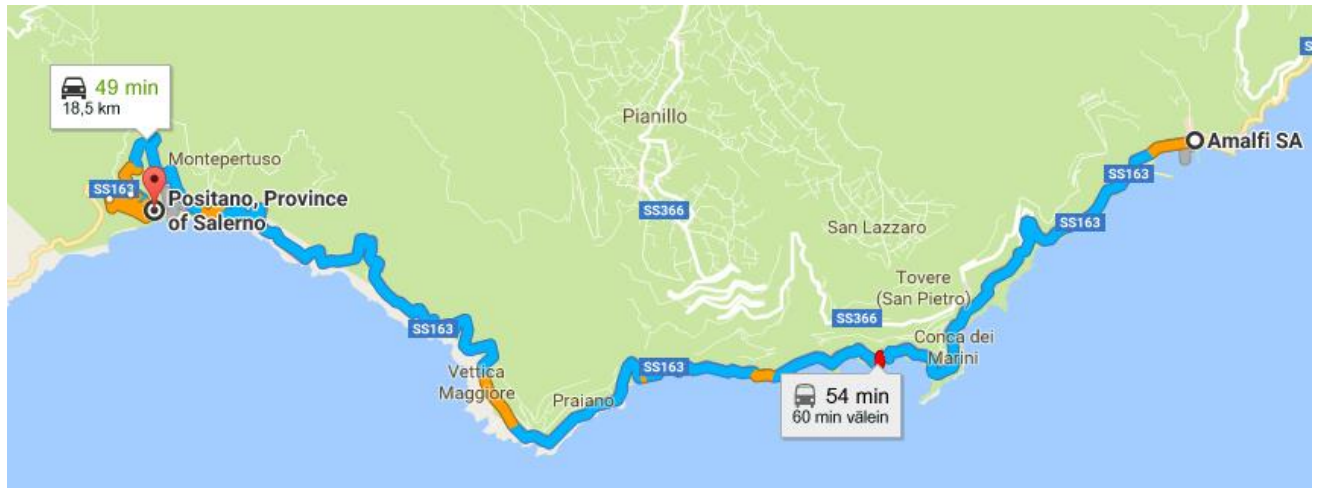 49 min
18,5 km
Pianillo
Montepertuso
SS163
Positano, Province
of Salerno
SS366
San Lazzaro
Amalfi SA
SS163
SS163
Tovere
(San Pietro)
SS366
SS163
Conca dei
Marini
Vettica
Maggiore
Praiano
SS163
54 min
60 min välein
S